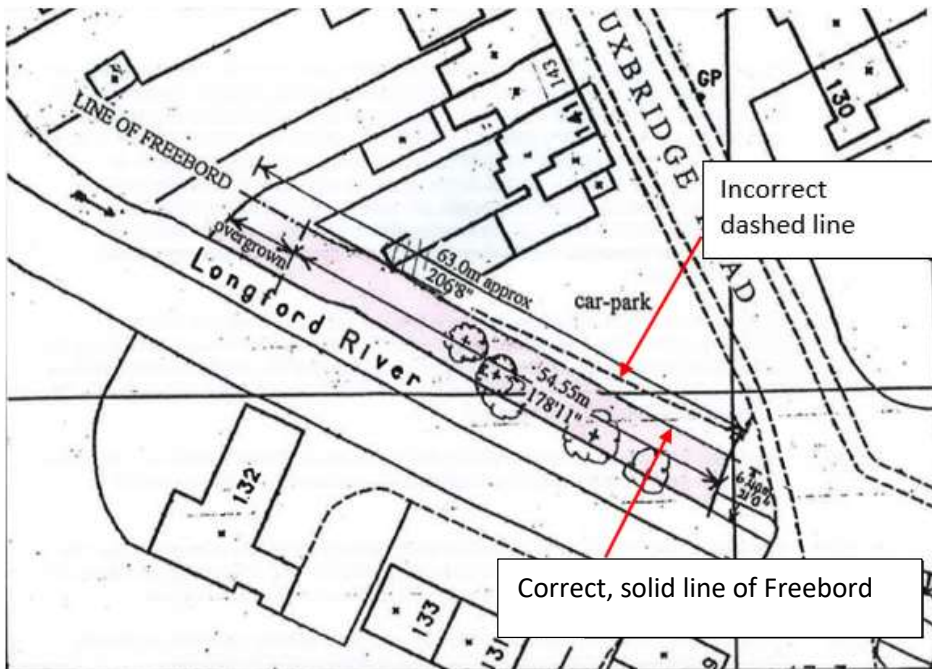 UXBRIDGE
GP
130
143
141
LINE OF FREEBORD
Incorrect
dashed line
overgrown
63.0m approx
206'8"
AD
car-park
Longford River
54.55m
178'11"
132
Correct, solid line of Freebord
133
131